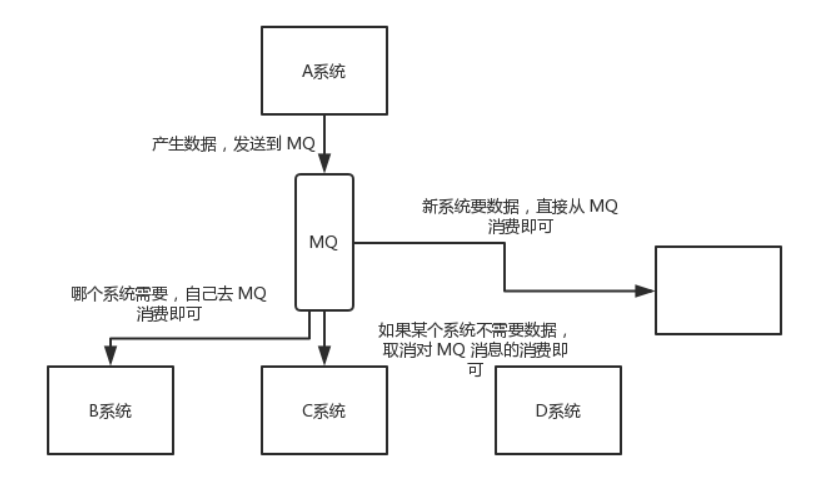 A系统
产生数据，发送到 MQ
新系统要数据，直接从 MQ
消费即可
MQ
哪个系统需要，自己去 MQ
消费即可
如果某个系统不需要数据，
取消对 MQ 消息的消费即
可
B系统
C系统
D系统